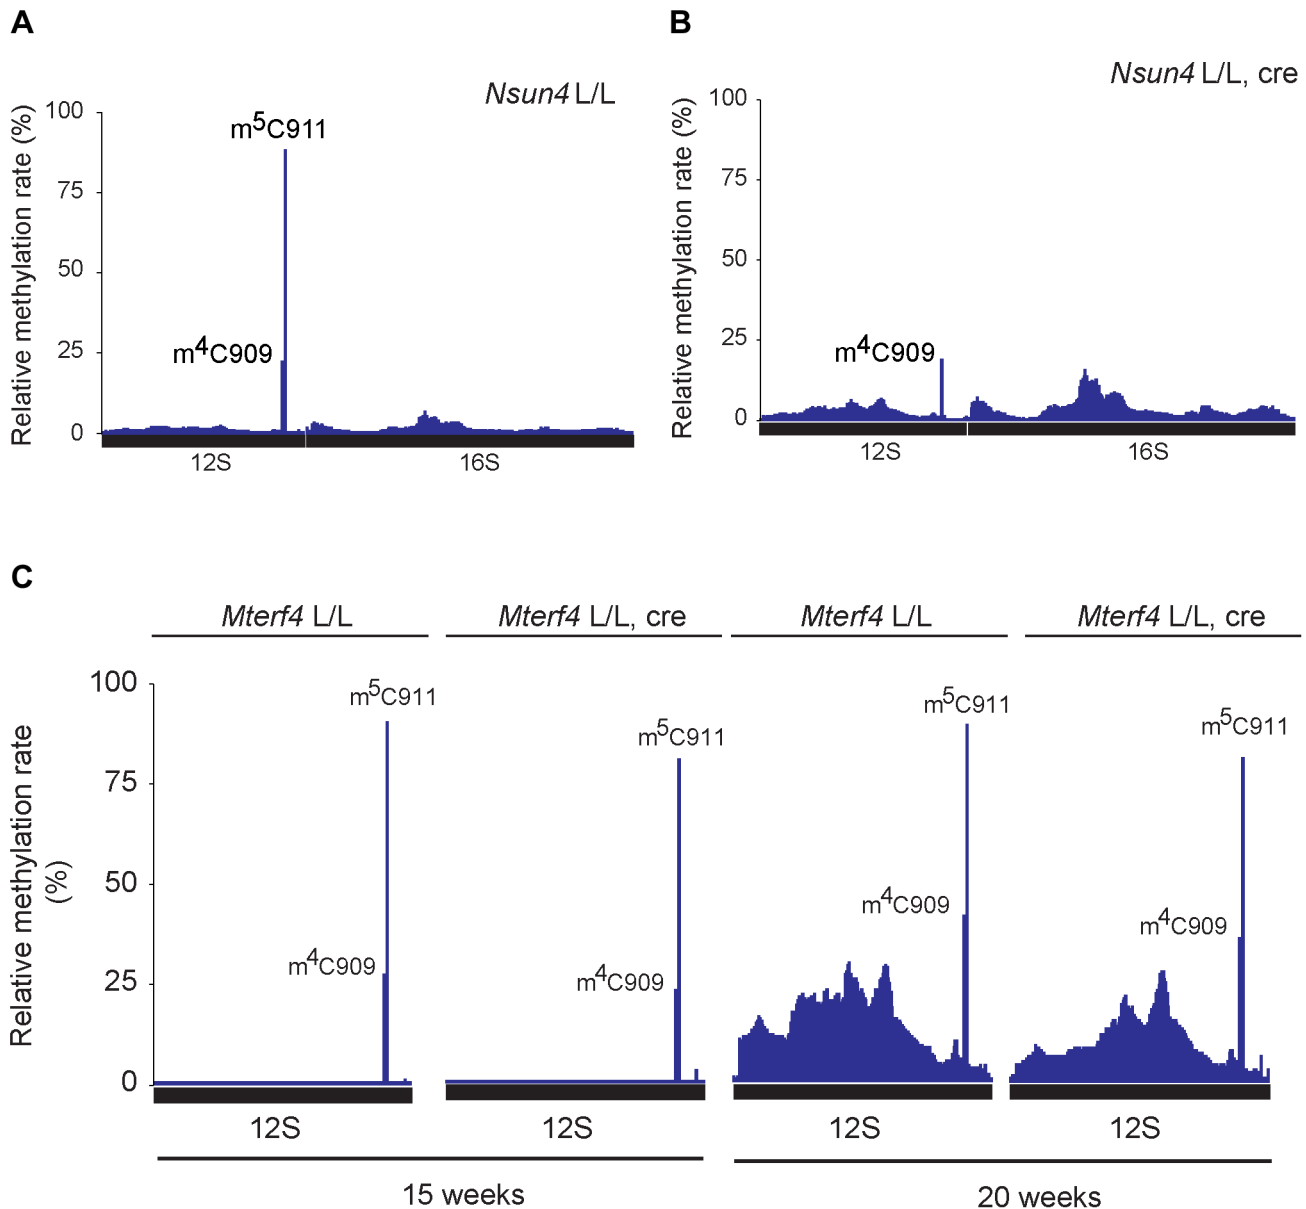 A
Nsun4 L/L
Relative methylation rate (%)
100
75
50
25
0
m⁵C911
m⁴C909
12S
16S
B
Nsun4 L/L, cre
Relative methylation rate (%)
100
75
50
25
0
m⁴C909
12S
16S
C
Mterf4 L/L
Mterf4 L/L, cre
Mterf4 L/L
Mterf4 L/L, cre
Relative methylation rate
(%)
100
75
50
25
0
m⁵C911
m⁴C909
m⁵C911
m⁴C909
m⁵C911
m⁴C909
m⁵C911
m⁴C909
12S
12S
12S
12S
15 weeks
20 weeks